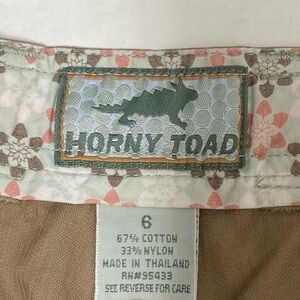 HORNY TOAD
6
67% COTTON
33% NYLON
MADE IN THAILAND
RN#95433
SEE REVERSE FOR CARE